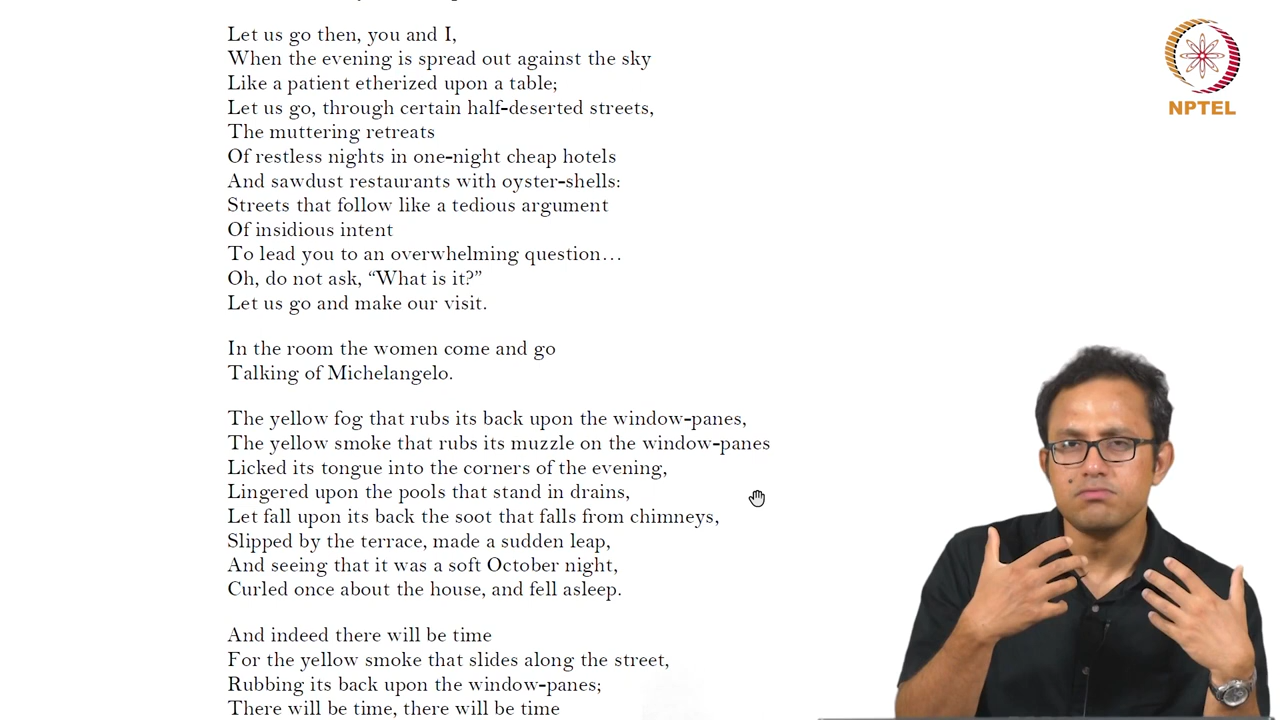 Let us go then, you and I,
When the evening is spread out against the sky
Like a patient etherized upon a table;
Let us go, through certain half-deserted streets,
The muttering retreats
Of restless nights in one-night cheap hotels
And sawdust restaurants with oyster-shells:
Streets that follow like a tedious argument
Of insidious intent
To lead you to an overwhelming question…
Oh, do not ask, “What is it?”
Let us go and make our visit.
In the room the women come and go
Talking of Michelangelo.
The yellow fog that rubs its back upon the window-panes,
The yellow smoke that rubs its muzzle on the window-panes
Licked its tongue into the corners of the evening,
Lingered upon the pools that stand in drains,
Let fall upon its back the soot that falls from chimneys,
Slipped by the terrace, made a sudden leap,
And seeing that it was a soft October night,
Curled once about the house, and fell asleep.
And indeed there will be time
For the yellow smoke that slides along the street,
Rubbing its back upon the window-panes;
There will be time, there will be time
NPTEL